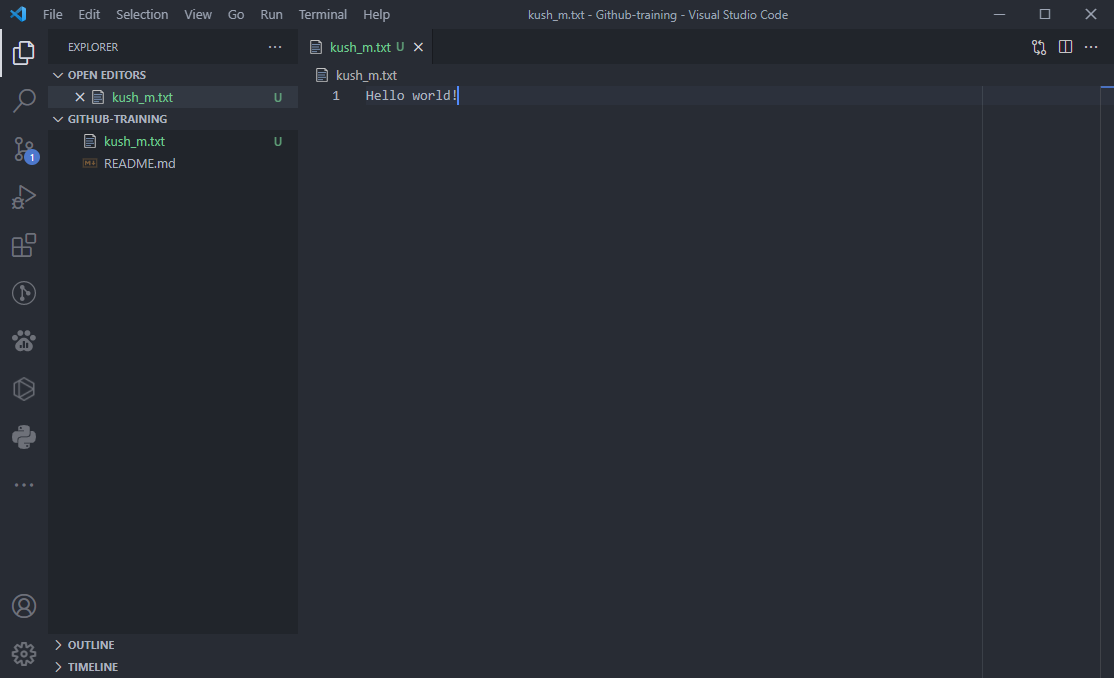 File Edit Selection View Go Run Terminal Help kush_m.txt - Github-training - Visual Studio Code
EXPLORER
kush_m.txt U
OPEN EDITORS
kush_m.txt U
GITHUB-TRAINING
kush_m.txt U
README.md
kush_m.txt
1 Hello world!
1
OUTLINE
TIMELINE